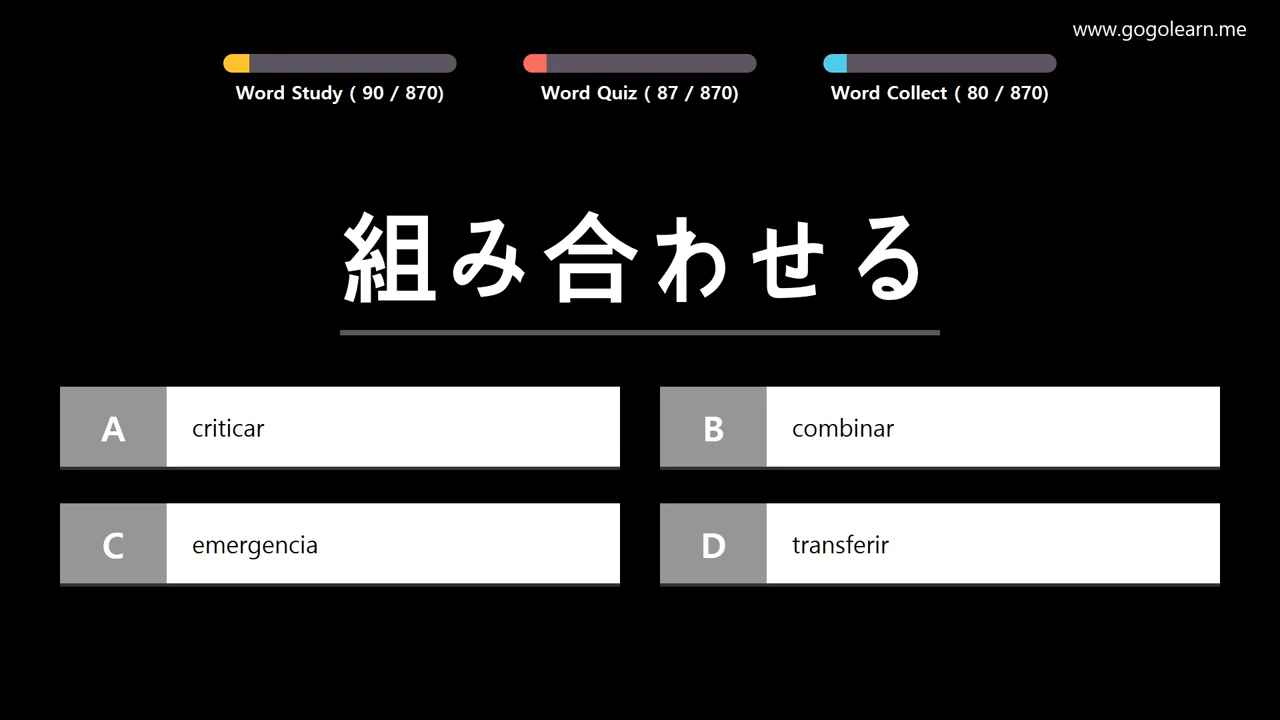 www.gogolearn.me
Word Study ( 90 / 870)
Word Quiz ( 87 / 870)
Word Collect ( 80 / 870)
組み合わせる
A criticar
B combinar
C emergencia
D transferir